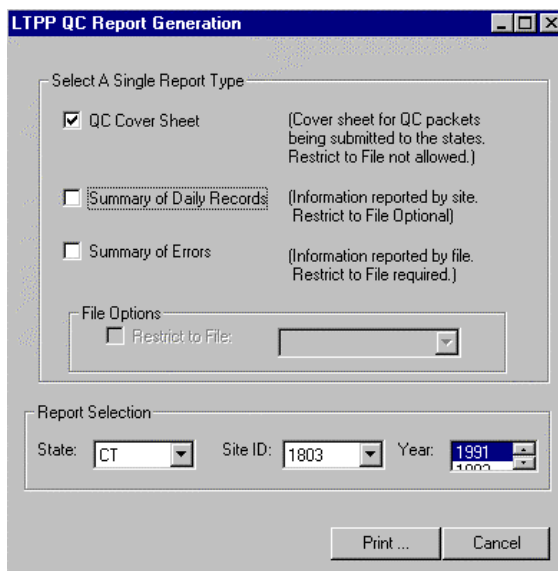 LTPP QC Report Generation
Select A Single Report Type
QC Cover Sheet
(Cover sheet for QC packets
being submitted to the states.
Restrict to File not allowed.)
Summary of Daily Records
(Information reported by site.
Restrict to File Optional)
Summary of Errors
(Information reported by file.
Restrict to File required.)
File Options
Restrict to File:
Report Selection
State: CT Site ID: 1803 Year: 1991
Print ... Cancel